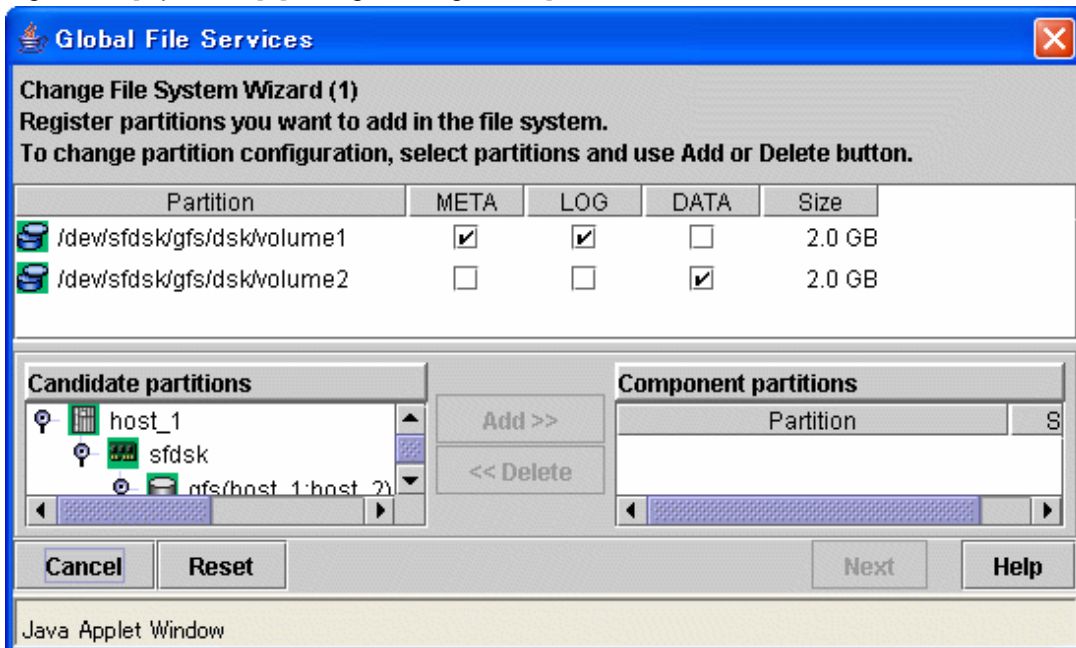 Global File Services
Change File System Wizard (1)
Register partitions you want to add in the file system.
To change partition configuration, select partitions and use Add or Delete button.
Partition META LOG DATA Size
/dev/sfdsk/gfs/dsk/volume1 2.0 GB
/dev/sfdsk/gfs/dsk/volume2 2.0 GB
Candidate partitions
host_1
sfdsk
gfs(host_1:host_2)
Add >>
<< Delete
Component partitions
Partition S
Cancel Reset Next Help
Java Applet Window